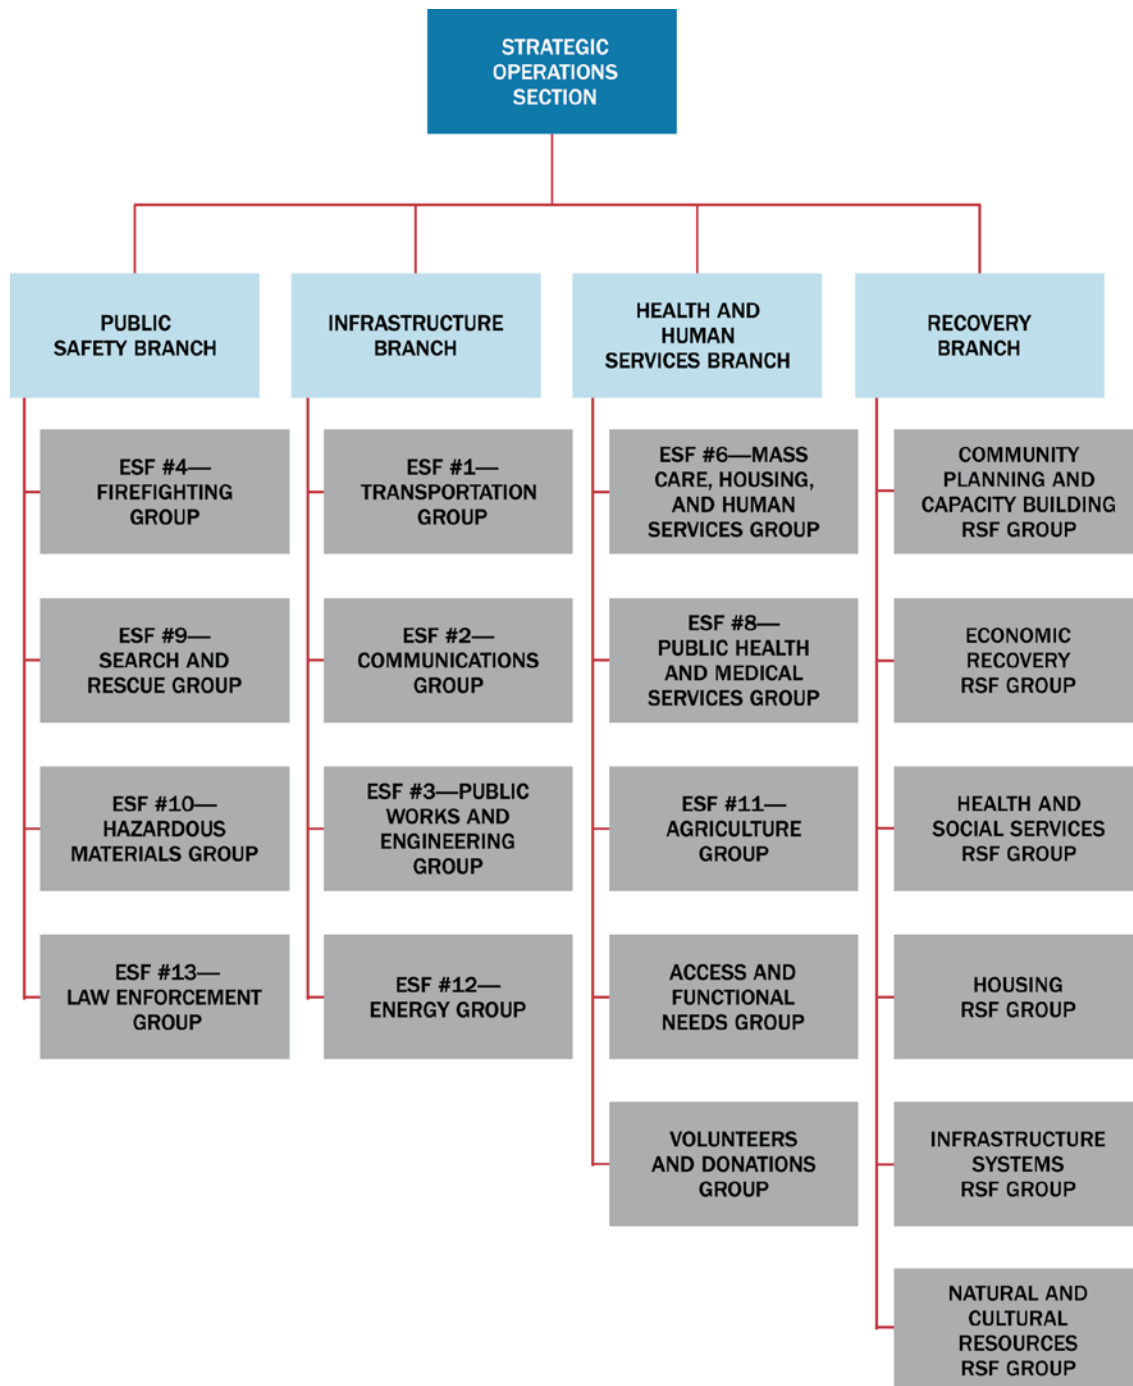 STRATEGIC
OPERATIONS
SECTION
PUBLIC
SAFETY BRANCH
ESF #4—
FIREFIGHTING
GROUP
ESF #9—
SEARCH AND
RESCUE GROUP
ESF #10—
HAZARDOUS
MATERIALS GROUP
ESF #13—
LAW ENFORCEMENT
GROUP
INFRASTRUCTURE
BRANCH
ESF #1—
TRANSPORTATION
GROUP
ESF #2—
COMMUNICATIONS
GROUP
ESF #3—PUBLIC
WORKS AND
ENGINEERING
GROUP
ESF #12—
ENERGY GROUP
HEALTH AND
HUMAN
SERVICES BRANCH
ESF #6—MASS
CARE, HOUSING,
AND HUMAN
SERVICES GROUP
ESF #8—
PUBLIC HEALTH
AND MEDICAL
SERVICES GROUP
ESF #11—
AGRICULTURE
GROUP
ACCESS AND
FUNCTIONAL
NEEDS GROUP
VOLUNTEERS
AND DONATIONS
GROUP
RECOVERY
BRANCH
COMMUNITY
PLANNING AND
CAPACITY BUILDING
RSF GROUP
ECONOMIC
RECOVERY
RSF GROUP
HEALTH AND
SOCIAL SERVICES
RSF GROUP
HOUSING
RSF GROUP
INFRASTRUCTURE
SYSTEMS
RSF GROUP
NATURAL AND
CULTURAL
RESOURCES
RSF GROUP